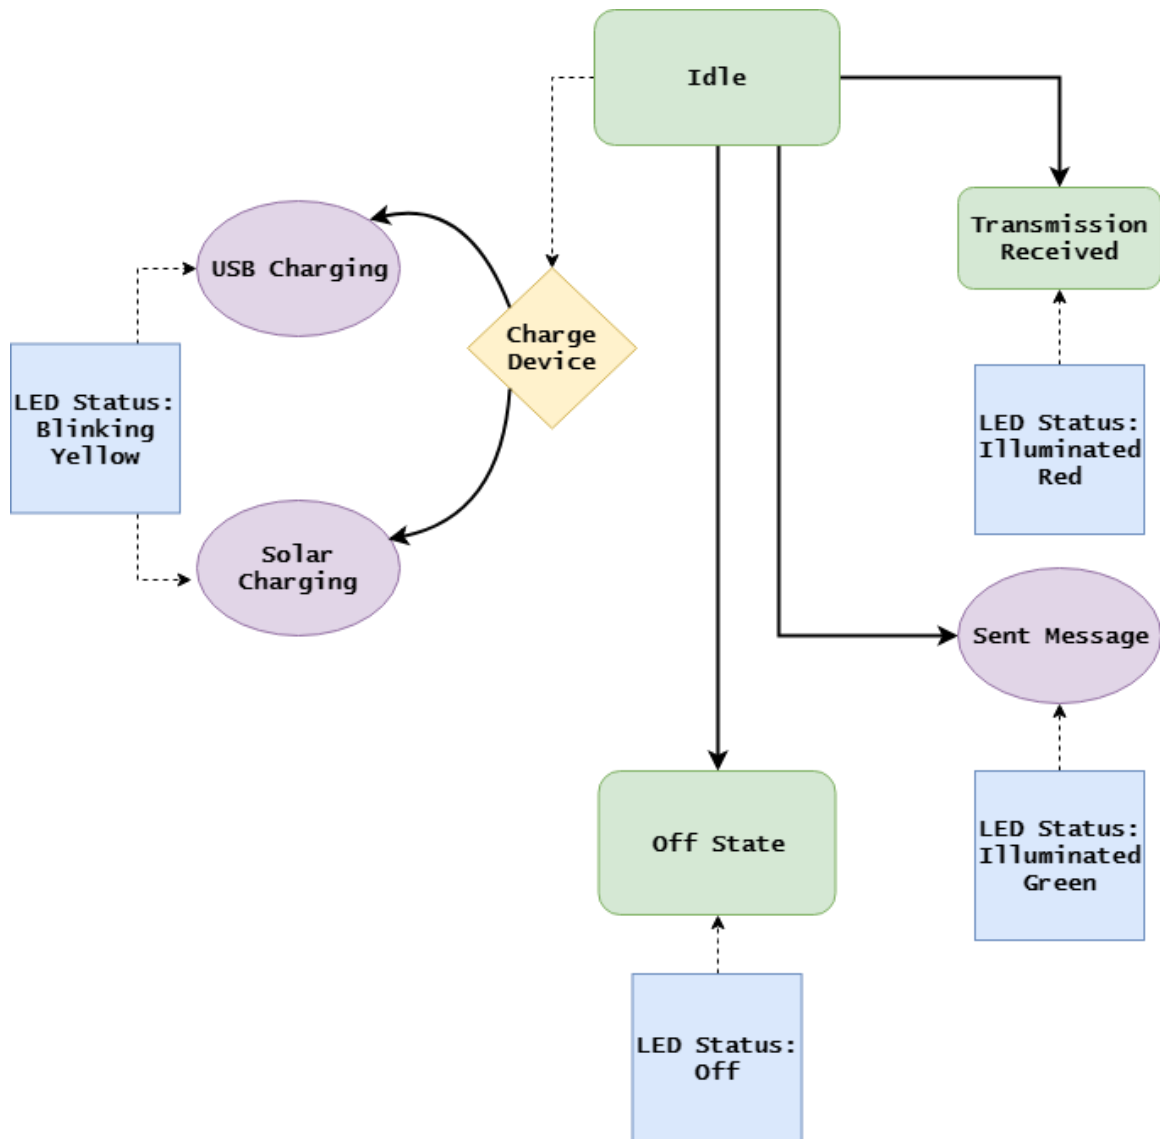 Idle
Transmission
Received
USB Charging
Charge
Device
LED Status:
Blinking
Yellow
LED Status:
Illuminated
Red
Solar
Charging
Sent Message
Off State
LED Status:
Illuminated
Green
LED Status:
Off